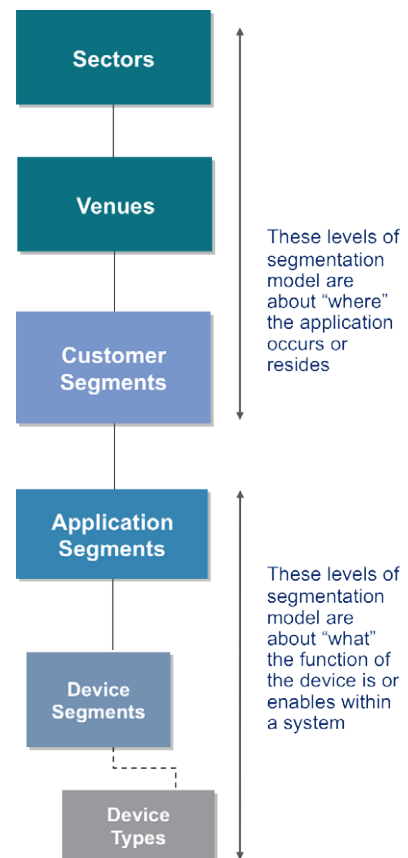 Sectors
Venues
These levels of
segmentation
model are
about “where”
the application
occurs or
resides
Customer
Segments
Application
Segments
These levels of
segmentation
model are
about “what”
the function of
the device is or
enables within
a system
Device
Segments
Device
Types